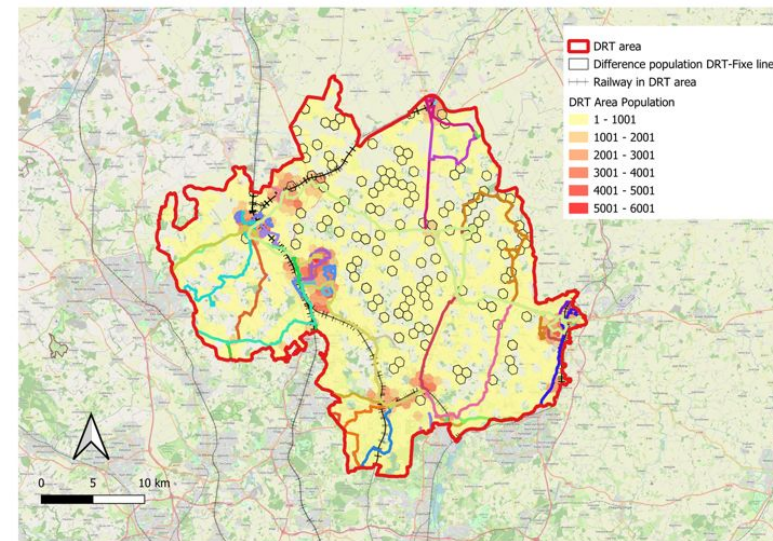 DRT area
Difference population DRT-Fixe line
Railway in DRT area
DRT Area Population
1 - 1001
1001 - 2001
2001 - 3001
3001 - 4001
4001 - 5001
5001 - 6001
0 5 10 km